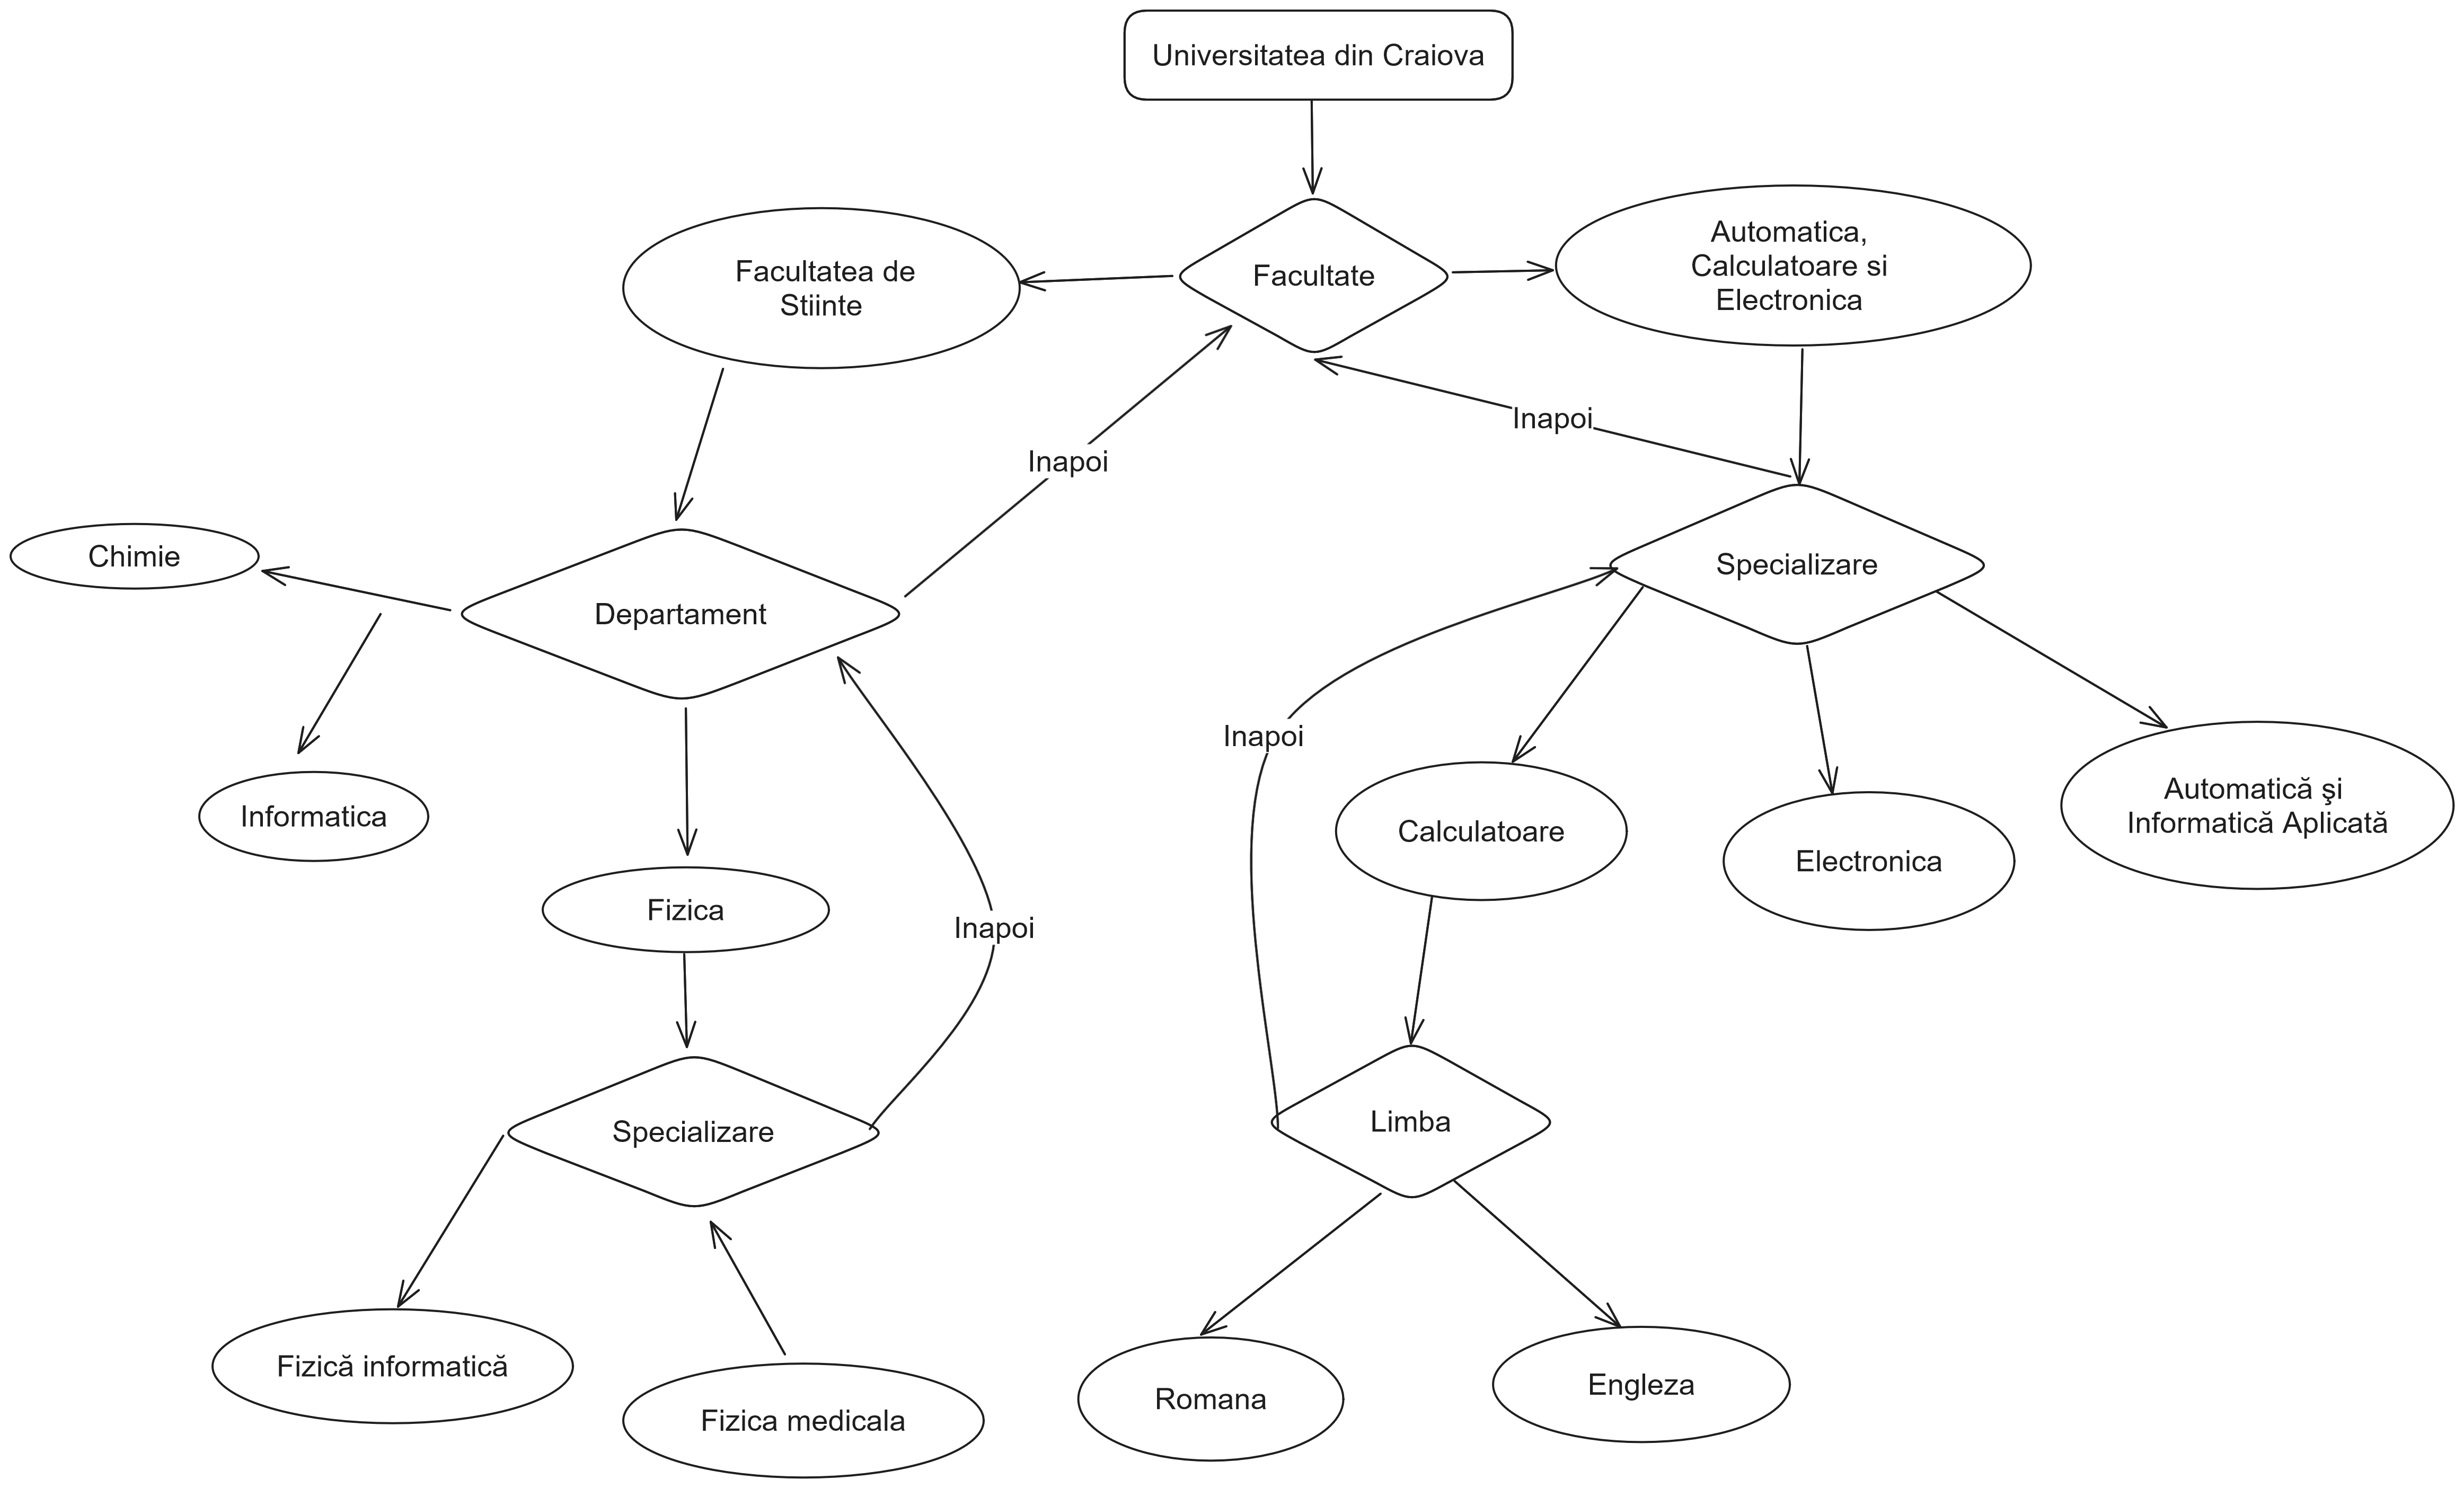 Universitatea din Craiova
Facultatea de
Stiinte
Facultate
Automatica,
Calculatoare si
Electronica
Inapoi
Inapoi
Chimie
Departament
Specializare
Inapoi
Informatica
Calculatoare
Electronica
Automatică şi
Informatică Aplicată
Fizica
Inapoi
Specializare
Limba
Fizică informatică
Fizica medicala
Romana
Engleza